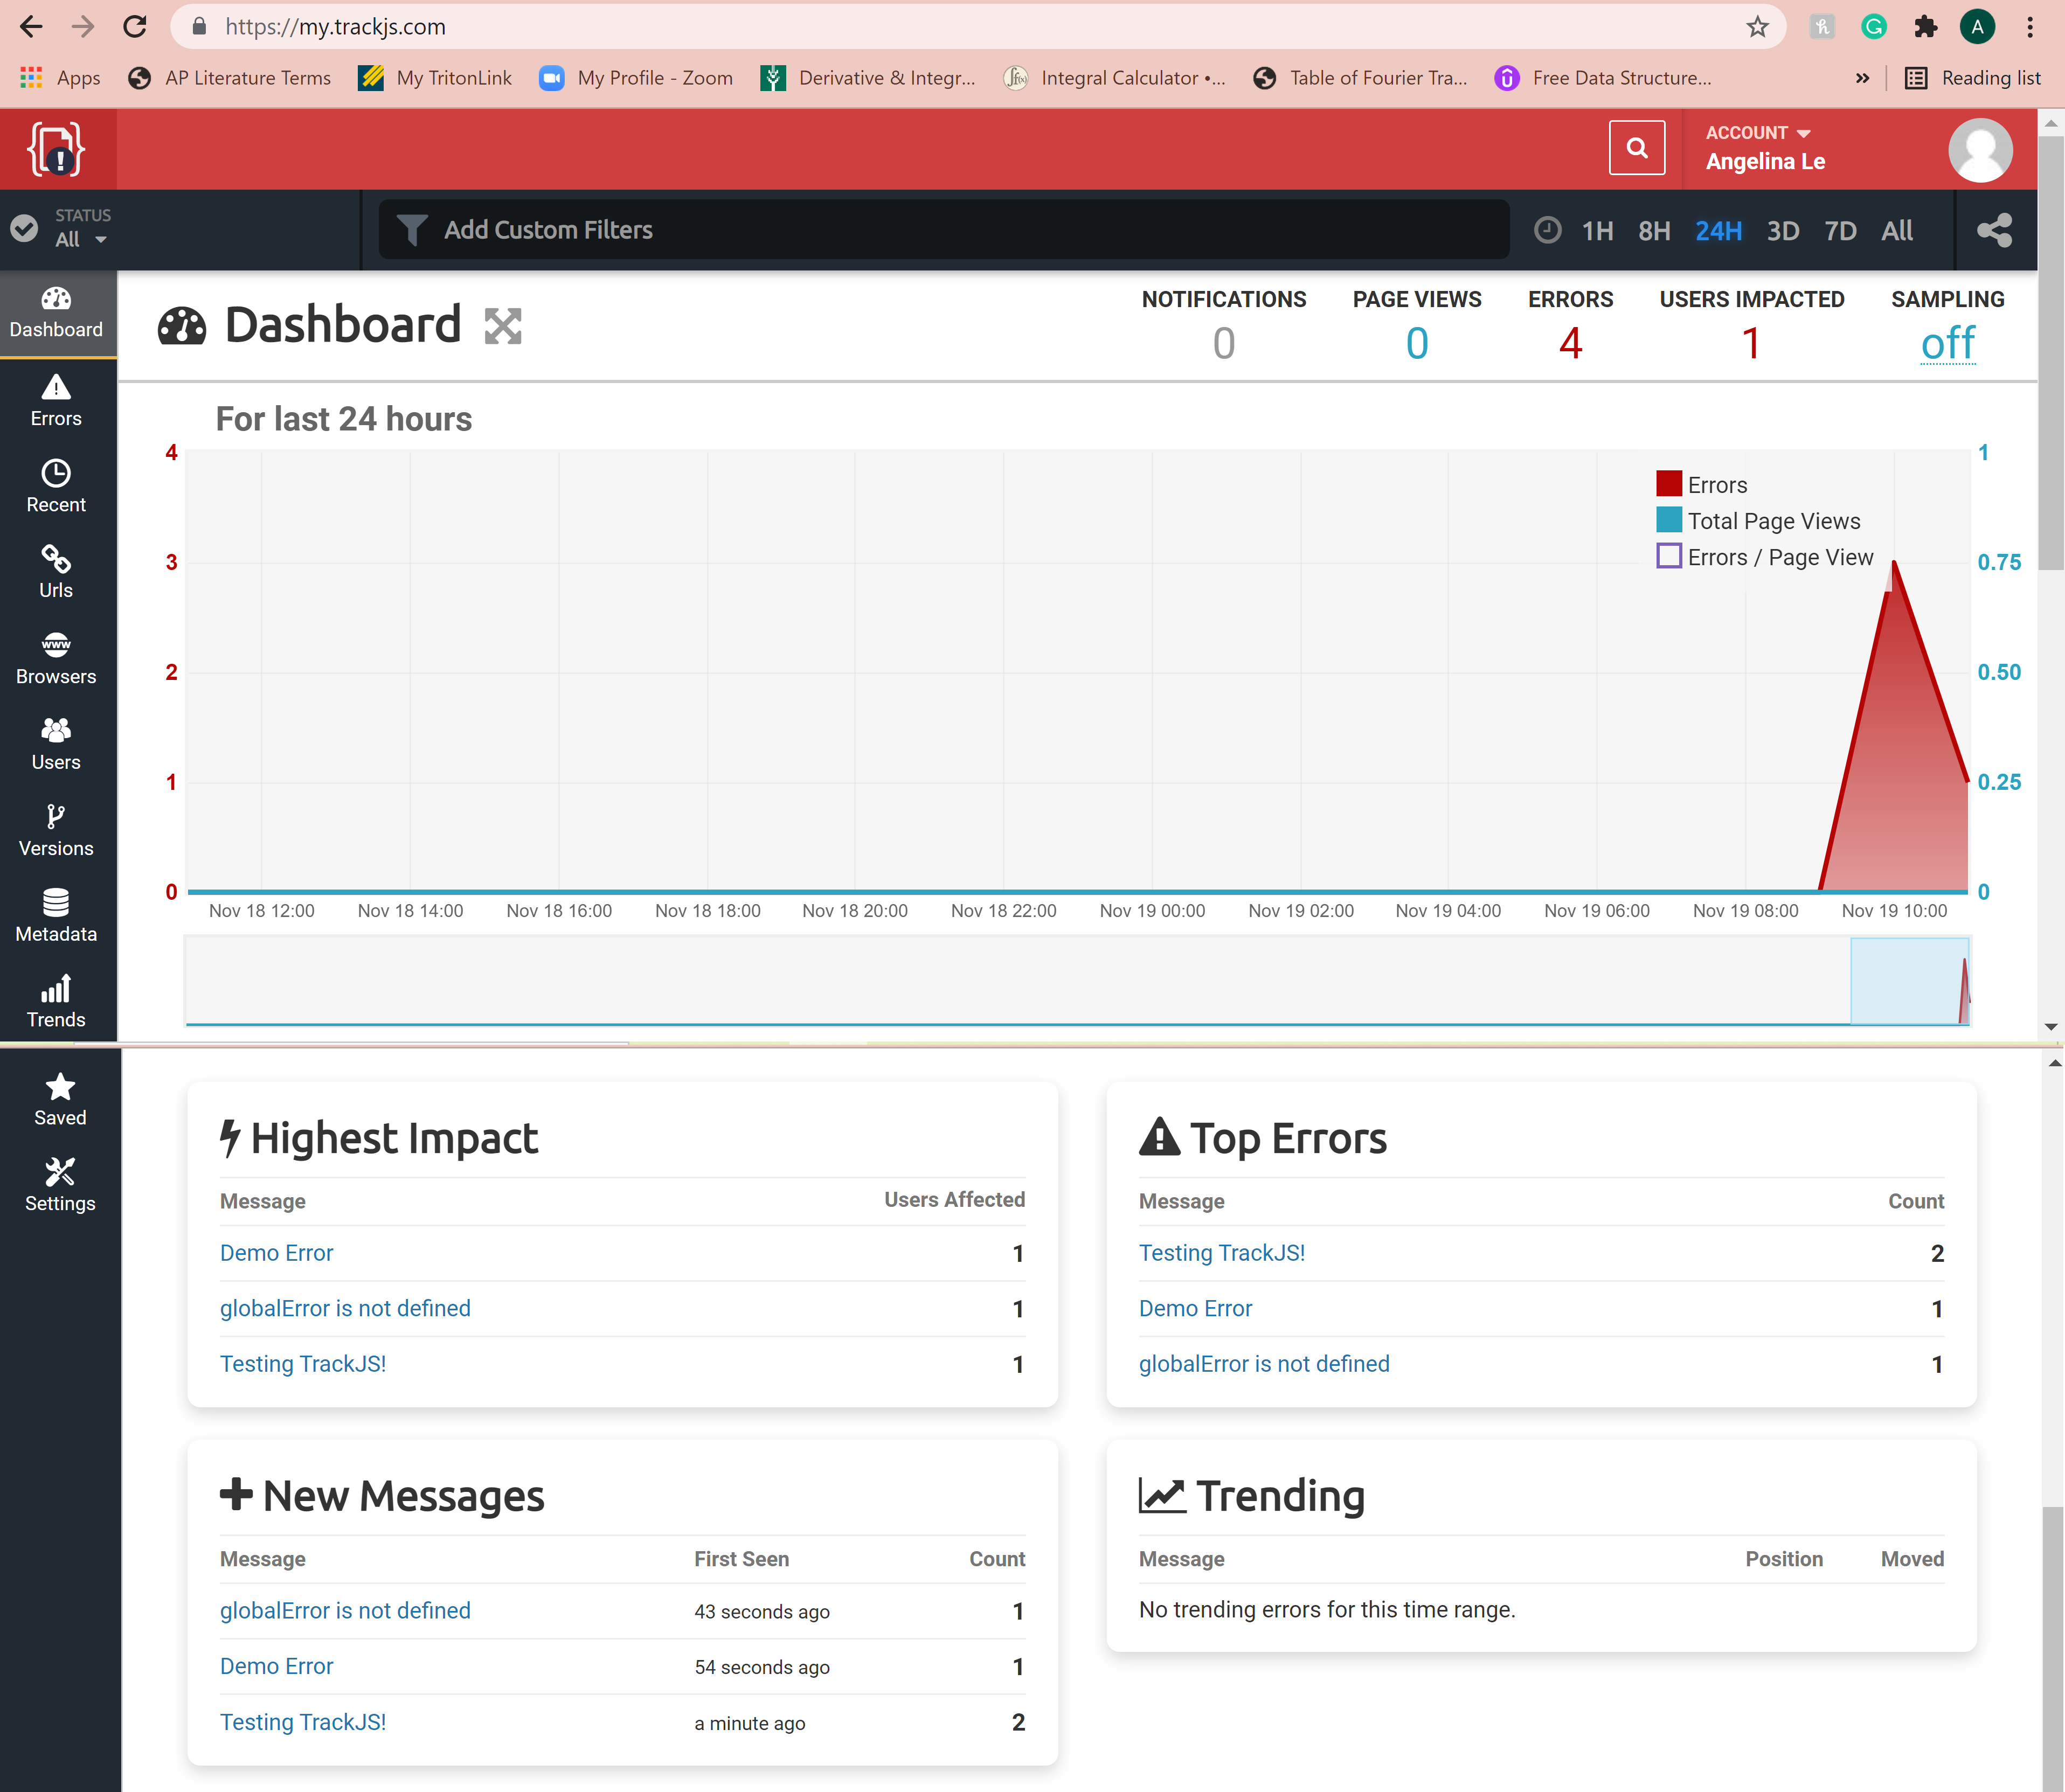 https://my.trackjs.com
Apps AP Literature Terms My TritonLink My Profile - Zoom Derivative & Integr... Integral Calculator •... Table of Fourier Tra... Free Data Structure... » Reading list
A
ACCOUNT
Angelina Le
STATUS
All
Add Custom Filters
1H 8H 24H 3D 7D All
Dashboard
Errors
Recent
Urls
www
Browsers
Users
Versions
Metadata
Trends
Saved
Settings
Dashboard
NOTIFICATIONS PAGE VIEWS ERRORS USERS IMPACTED SAMPLING
0 0 4 1 off
For last 24 hours
4 1
3 0.75
2 0.50
1 0.25
0 0
Errors
Total Page Views
Errors / Page View
Nov 18 12:00 Nov 18 14:00 Nov 18 16:00 Nov 18 18:00 Nov 18 20:00 Nov 18 22:00 Nov 19 00:00 Nov 19 02:00 Nov 19 04:00 Nov 19 06:00 Nov 19 08:00 Nov 19 10:00
Highest Impact
Message Users Affected
Demo Error 1
globalError is not defined 1
Testing TrackJS! 1
Top Errors
Message Count
Testing TrackJS! 2
Demo Error 1
globalError is not defined 1
New Messages
Message First Seen Count
globalError is not defined 43 seconds ago 1
Demo Error 54 seconds ago 1
Testing TrackJS! a minute ago 2
Trending
Message Position Moved
No trending errors for this time range.